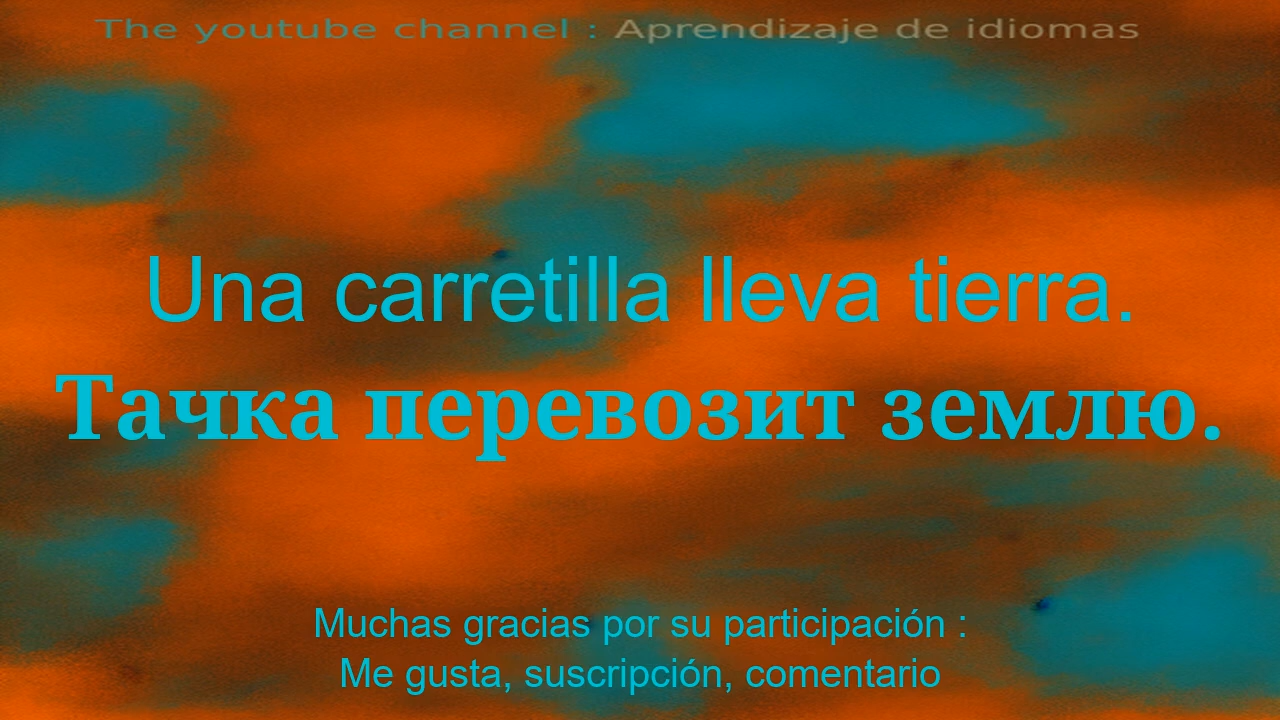 The youtube channel : Aprendizaje de idiomas
Una carretilla lleva tierra.
Тачка перевозит землю.
Muchas gracias por su participación :
Me gusta, suscripción, comentario